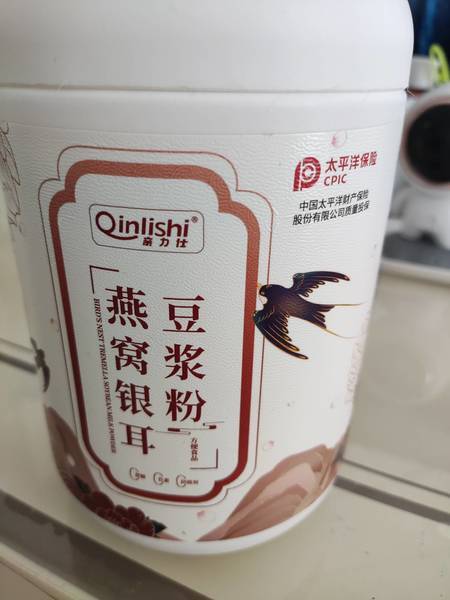 太平洋保险
CPIC
中国太平洋财产保险
股份有限公司质量投保
Qinlishi®
亲力仕
燕窝银耳
豆浆粉
BIRD'S NEST TREMELLA SOYBEAN MILK POWDER
方便食品